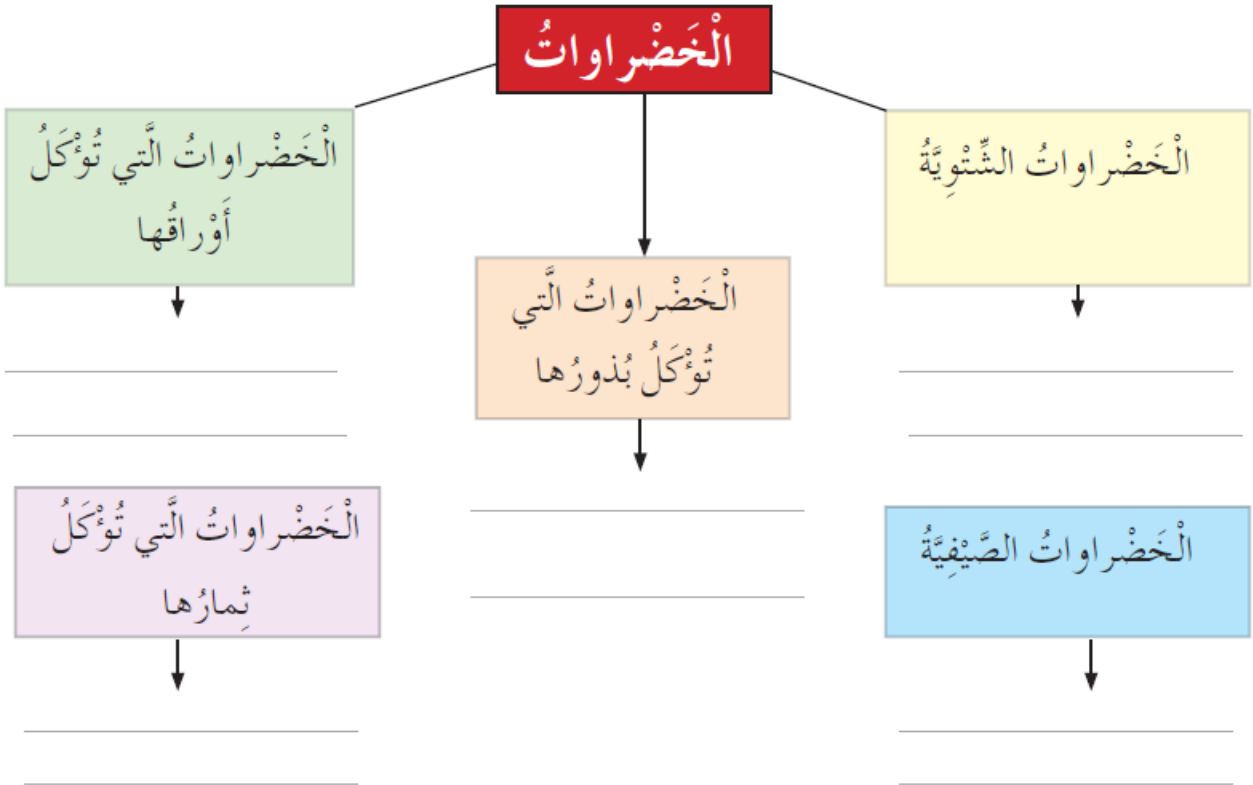 الْخَضْراواتُ
الْخَضْراواتُ الشِّتْوِيَّةُ
الْخَضْراواتُ الَّتي تُؤْكَلُ
أَوْراقُها
الْخَضْراواتُ الَّتي
تُؤْكَلُ بُذورُها
الْخَضْراواتُ الصَّيْفِيَّةُ
الْخَضْراواتُ الَّتي تُؤْكَلُ
ثِمارُها